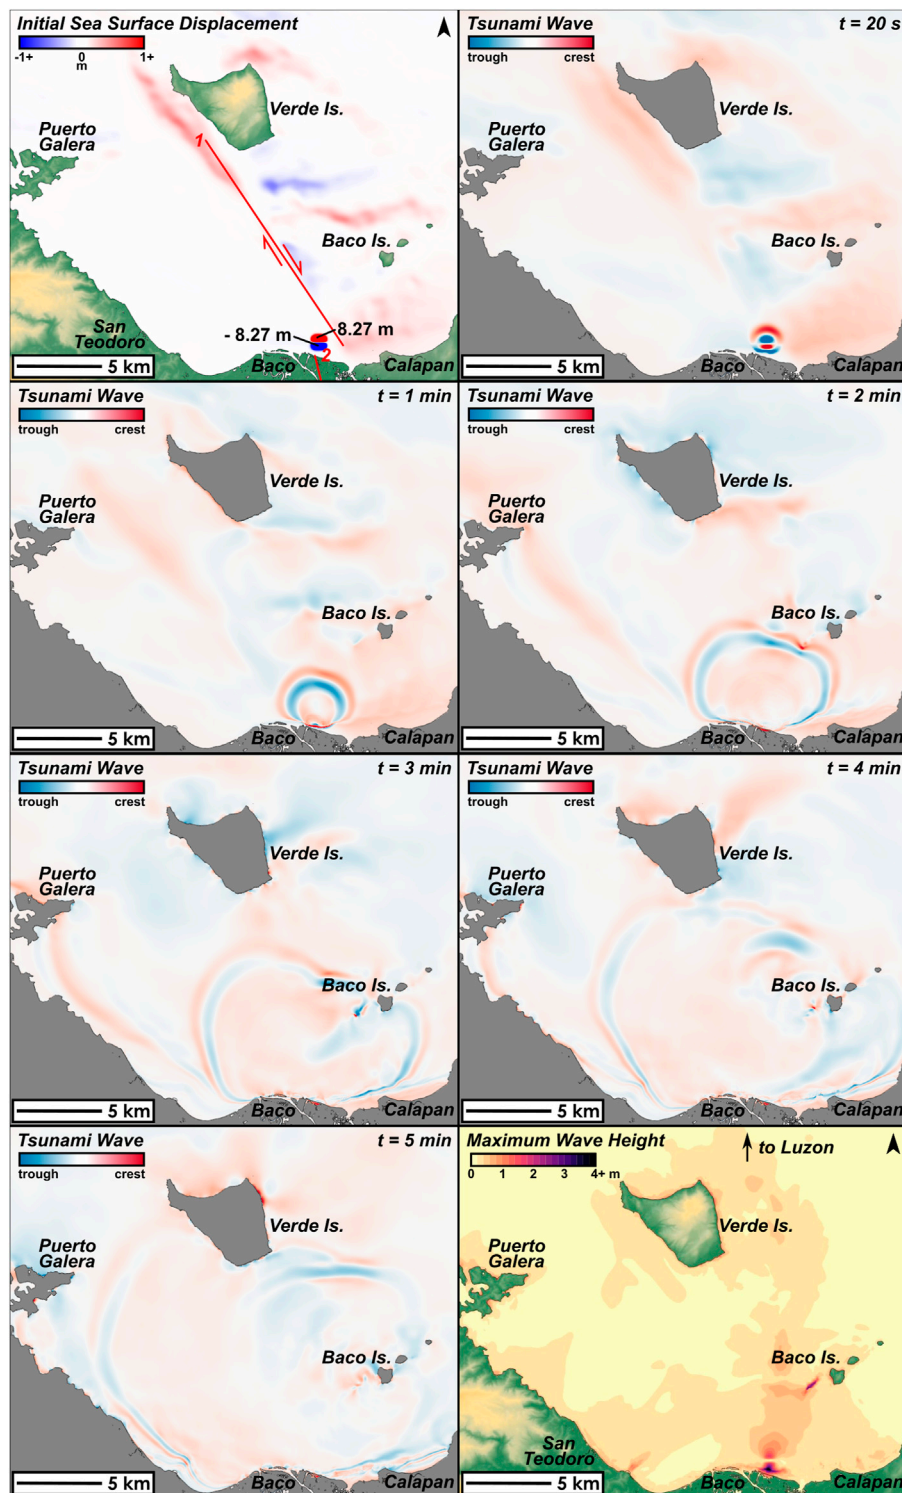 Initial Sea Surface Displacement
-1+ 0 1+
m
Verde Is.
Puerto
Galera
1
Baco Is.
- 8.27 m
8.27 m
San
Teodoro
2
Baco
Calapan
5 km
Tsunami Wave
t = 20 s
trough crest
Verde Is.
Puerto
Galera
Baco Is.
Baco
Calapan
5 km
Tsunami Wave
t = 1 min
trough crest
Verde Is.
Puerto
Galera
Baco Is.
Baco
Calapan
5 km
Tsunami Wave
t = 2 min
trough crest
Verde Is.
Puerto
Galera
Baco Is.
Baco
Calapan
5 km
Tsunami Wave
t = 3 min
trough crest
Verde Is.
Puerto
Galera
Baco Is.
Baco
Calapan
5 km
Tsunami Wave
t = 4 min
trough crest
Verde Is.
Puerto
Galera
Baco Is.
Baco
Calapan
5 km
Tsunami Wave
t = 5 min
trough crest
Verde Is.
Puerto
Galera
Baco Is.
Baco
Calapan
5 km
Maximum Wave Height
to Luzon
0 1 2 3 4+ m
Verde Is.
Puerto
Galera
Baco Is.
San
Teodoro
Baco
Calapan
5 km